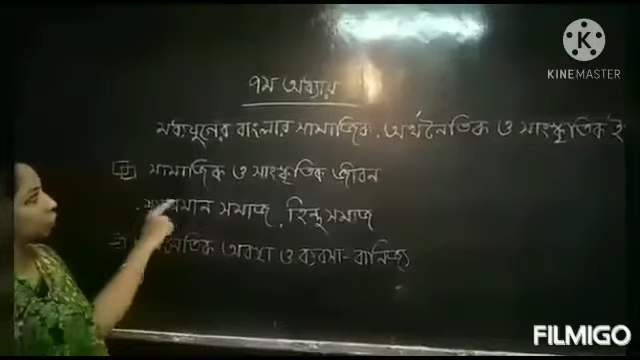 ৭ম অধ্যায়
মধ্যযুগের বাংলার সামাজিক, অর্থনৈতিক ও সাংস্কৃতিক ই
সামাজিক ও সাংস্কৃতিক জীবন
সমাজ, হিন্দু সমাজ
অবস্থা ও ব্যবসা-বানিজ্য
K
KINEMASTER
FILMIGO